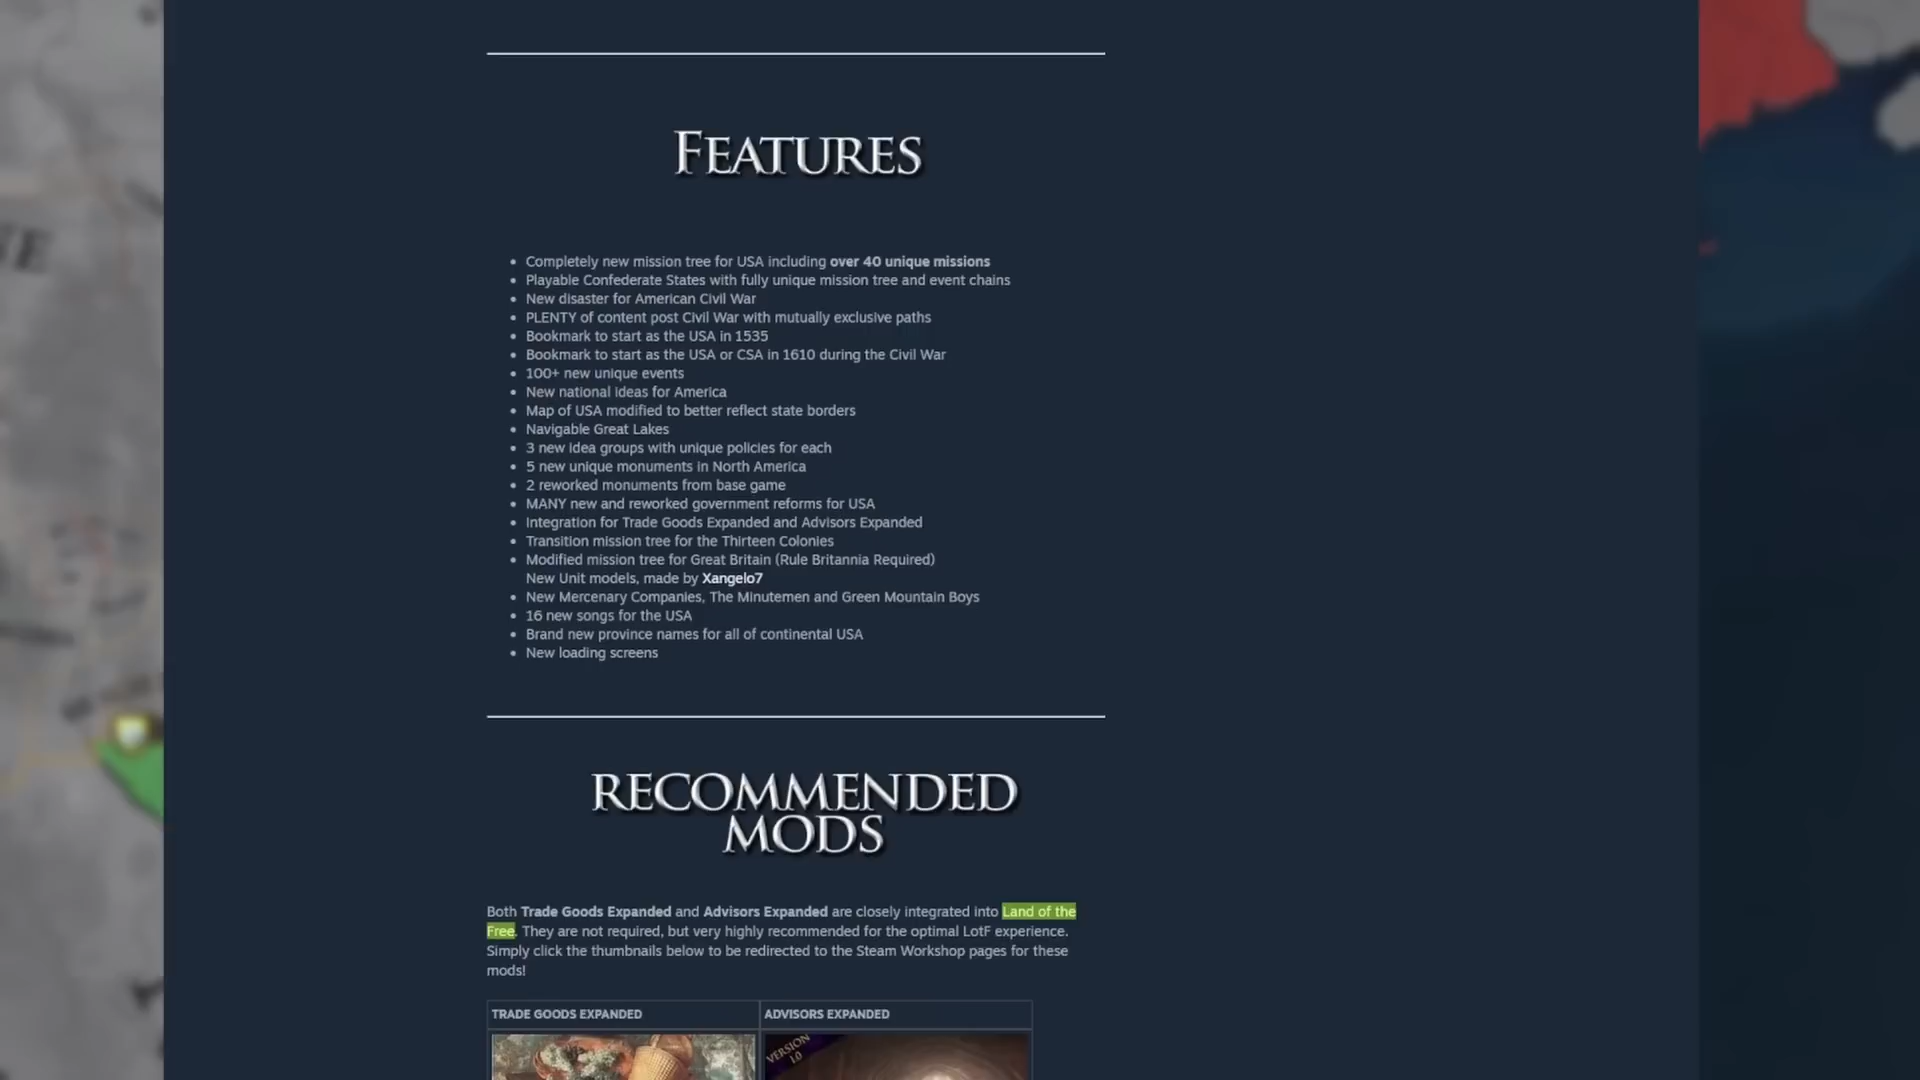 FEATURES
Completely new mission tree for USA including over 40 unique missions
Playable Confederate States with fully unique mission tree and event chains
New disaster for American Civil War
PLENTY of content post Civil War with mutually exclusive paths
Bookmark to start as the USA in 1535
Bookmark to start as the USA or CSA in 1610 during the Civil War
100+ new unique events
New national ideas for America
Map of USA modified to better reflect state borders
Navigable Great Lakes
3 new idea groups with unique policies for each
5 new unique monuments in North America
2 reworked monuments from base game
MANY new and reworked government reforms for USA
Integration for Trade Goods Expanded and Advisors Expanded
Transition mission tree for the Thirteen Colonies
Modified mission tree for Great Britain (Rule Britannia Required)
New Unit models, made by Xangelo7
New Mercenary Companies, The Minutemen and Green Mountain Boys
16 new songs for the USA
Brand new province names for all of continental USA
New loading screens
RECOMMENDED
MODS
Both Trade Goods Expanded and Advisors Expanded are closely integrated into Land of the
Free. They are not required, but very highly recommended for the optimal LotF experience.
Simply click the thumbnails below to be redirected to the Steam Workshop pages for these
mods!
TRADE GOODS EXPANDED
ADVISORS EXPANDED
VERSION
1.0